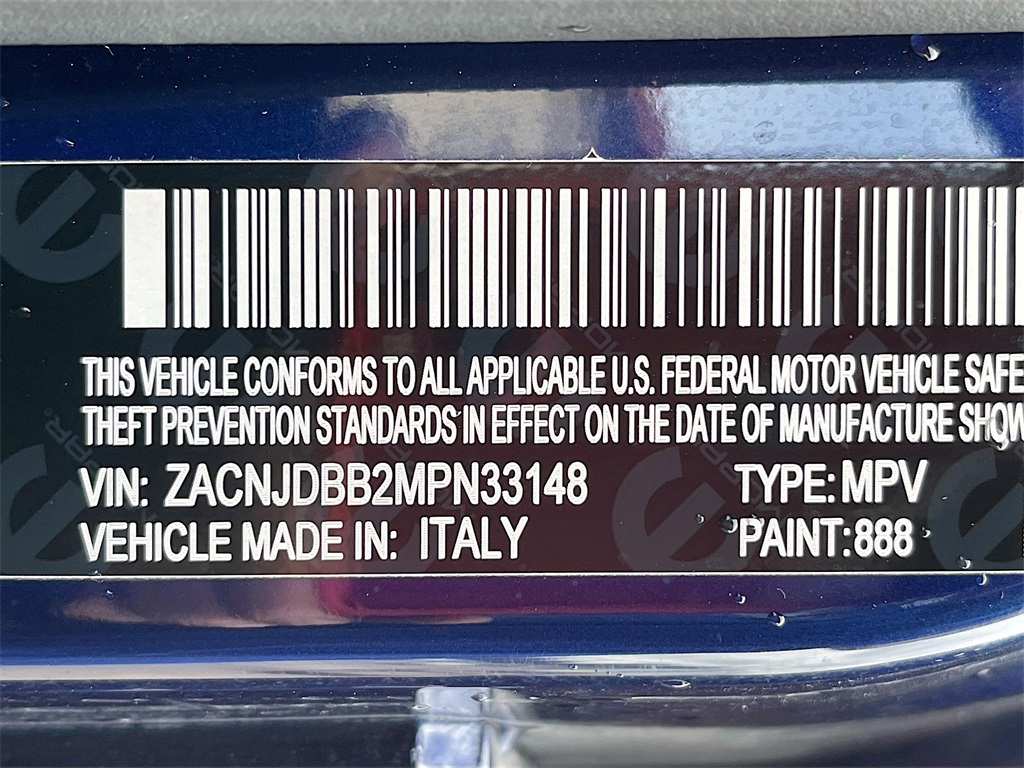 THIS VEHICLE CONFORMS TO ALL APPLICABLE U.S. FEDERAL MOTOR VEHICLE SAFE
THEFT PREVENTION STANDARDS IN EFFECT ON THE DATE OF MANUFACTURE SHOW
VIN: ZACNJDBB2MPN33148 TYPE: MPV
VEHICLE MADE IN: ITALY PAINT: 888